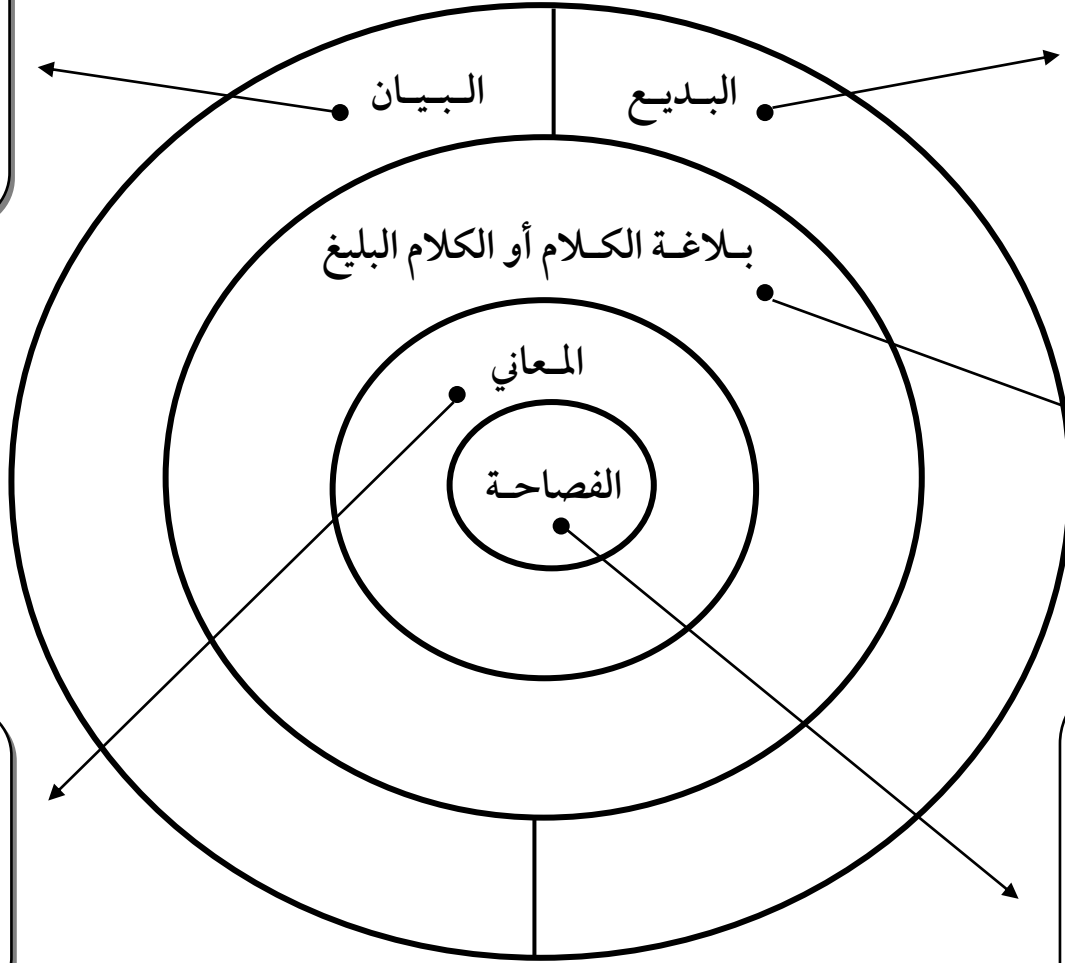 البديع
البيان
بلاغة الكلام أو الكلام البليغ
المعاني
الفصاحة